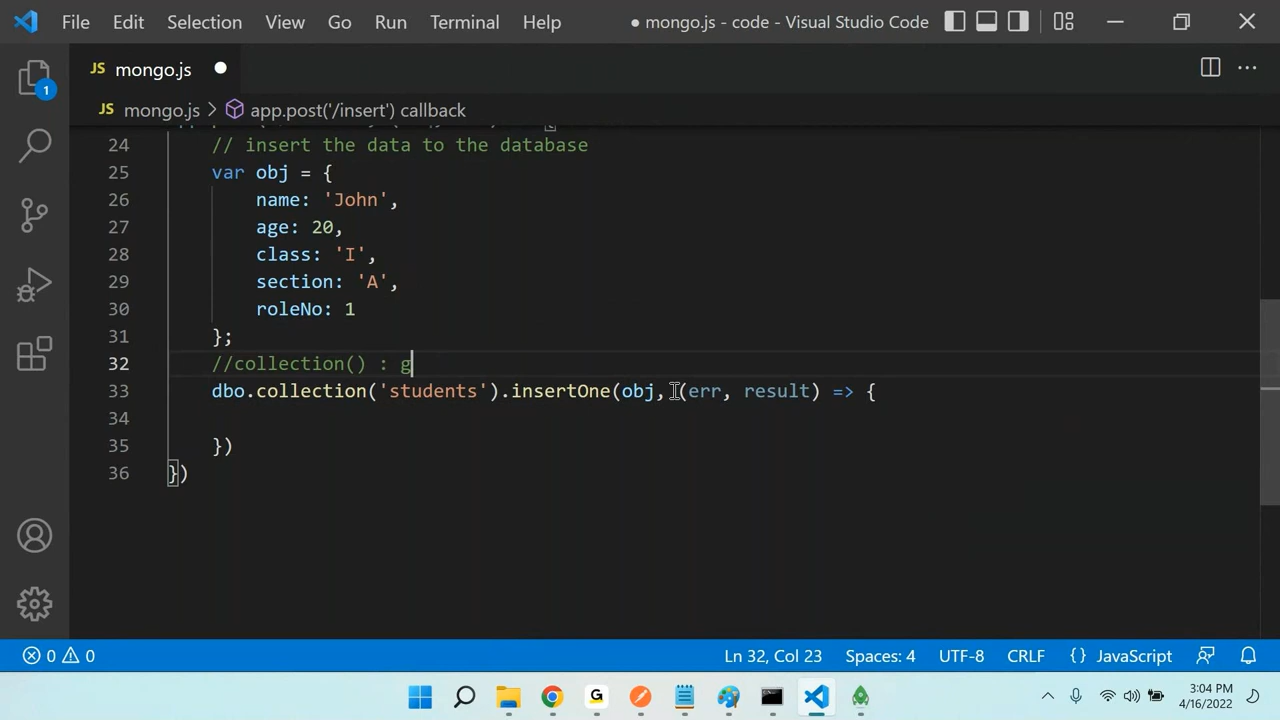 File Edit Selection View Go Run Terminal Help ● mongo.js - code - Visual Studio Code
JS mongo.js ●
1
JS mongo.js > app.post('/insert') callback
24 // insert the data to the database
25 var obj = {
26 name: 'John',
27 age: 20,
28 class: 'I',
29 section: 'A',
30 roleNo: 1
31 };
32 //collection() : g
33 dbo.collection('students').insertOne(obj, (err, result) => {
34
35 })
36 })
0 0 Ln 32, Col 23 Spaces: 4 UTF-8 CRLF {} JavaScript
G 3:04 PM
4/16/2022